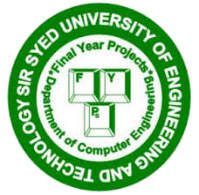 SIR SYED UNIVERSITY OF ENGINEERING AND TECHNOLOGY
*Final Year Projects*
Department of Computer Engineering
F
Y
P